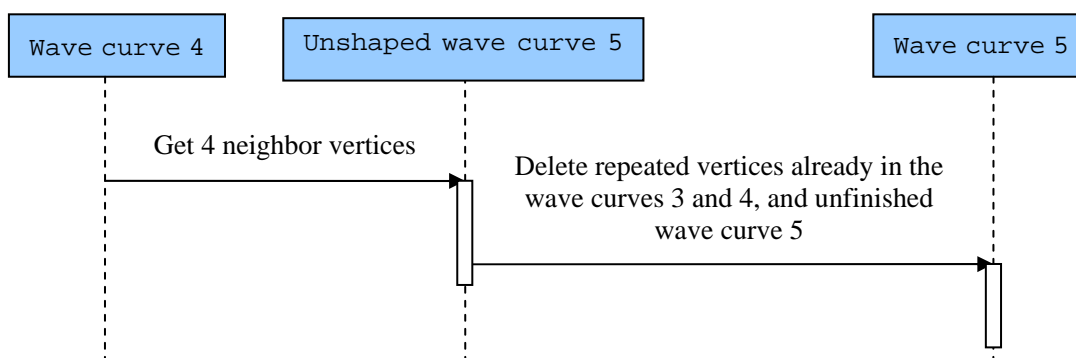 Wave curve 4
Unshaped wave curve 5
Wave curve 5
Get 4 neighbor vertices
Delete repeated vertices already in the
wave curves 3 and 4, and unfinished
wave curve 5